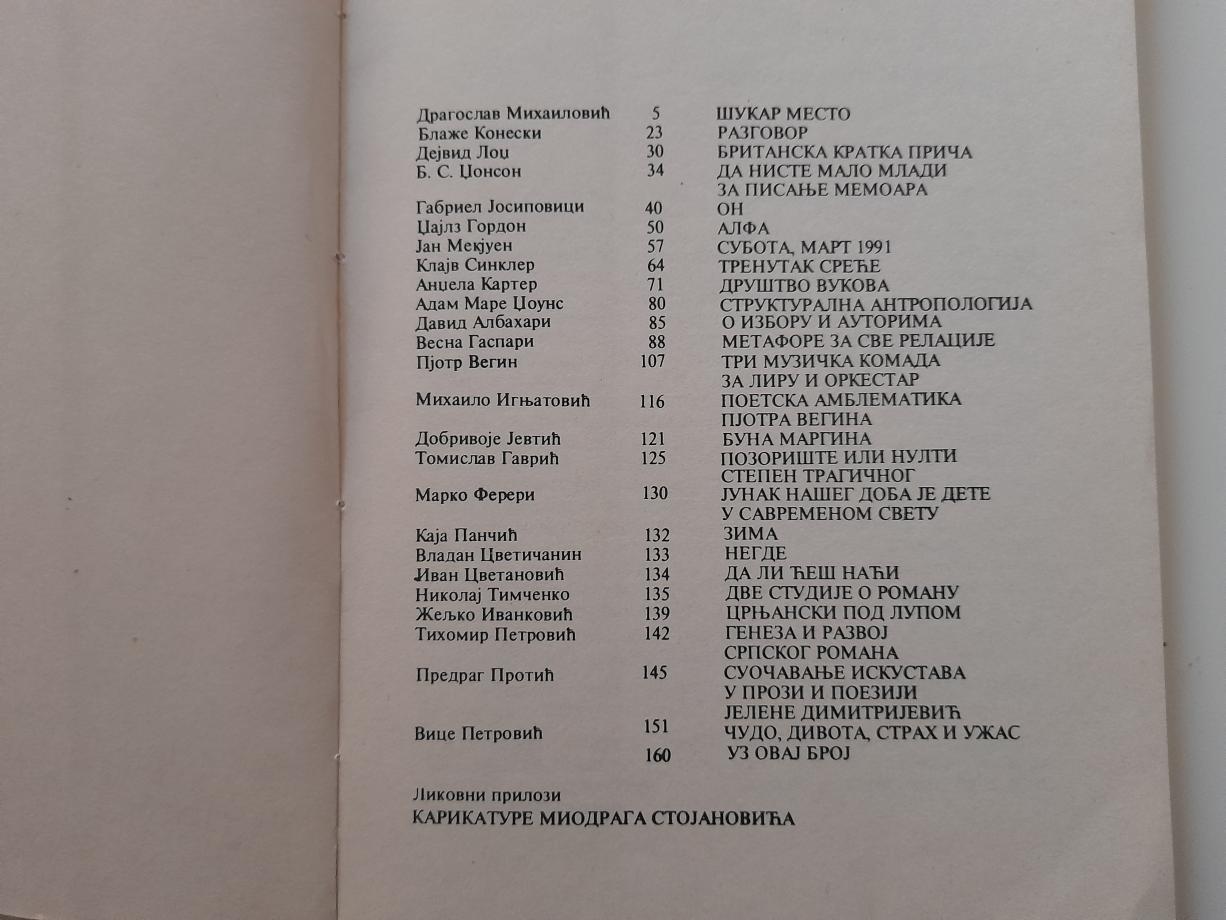 Драгослав Михаиловић 5 ШУКАР МЕСТО
Блаже Конески 23 РАЗГОВОР
Дејвид Лоџ 30 БРИТАНСКА КРАТКА ПРИЧА
Б. С. Џонсон 34 ДА НИСТЕ МАЛО МЛАДИ
ЗА ПИСАЊЕ МЕМОАРА
Габриел Јосиповици 40 ОН
Џајлз Гордон 50 АЛФА
Јан Мекјуен 57 СУБОТА, МАРТ 1991
Клајв Синклер 64 ТРЕНУТАК СРЕЋЕ
Анџела Картер 71 ДРУШТВО ВУКОВА
Адам Маре Џоунс 80 СТРУКТУРАЛНА АНТРОПОЛОГИЈА
Давид Албахари 85 О ИЗБОРУ И АУТОРИМА
Весна Гаспари 88 МЕТАФОРЕ ЗА СВЕ РЕЛАЦИЈЕ
Пјотр Вегин 107 ТРИ МУЗИЧКА КОМАДА
ЗА ЛИРУ И ОРКЕСТАР
Михаило Игњатовић 116 ПОЕТСКА АМБЛЕМАТИКА
ПЈОТРА ВЕГИНА
Добривоје Јевтић 121 БУНА МАРГИНА
Томислав Гаврић 125 ПОЗОРИШТЕ ИЛИ НУЛТИ
СТЕПЕН ТРАГИЧНОГ
Марко Ферери 130 ЈУНАК НАШЕГ ДОБА ЈЕ ДЕТЕ
У САВРЕМЕНОМ СВЕТУ
Каја Панчић 132 ЗИМА
Владан Цветичанин 133 НЕГДЕ
Иван Цветановић 134 ДА ЛИ ЋЕШ НАЋИ
Николај Тимченко 135 ДВЕ СТУДИЈЕ О РОМАНУ
Жељко Иванковић 139 ЦРЊАНСКИ ПОД ЛУПОМ
Тихомир Петровић 142 ГЕНЕЗА И РАЗВОЈ
СРПСКОГ РОМАНА
Предраг Протић 145 СУОЧАВАЊЕ ИСКУСТАВА
У ПРОЗИ И ПОЕЗИЈИ
ЈЕЛЕНЕ ДИМИТРИЈЕВИЋ
Вице Петровић 151 ЧУДО, ДИВОТА, СТРАХ И УЖАС
160 УЗ ОВАЈ БРОЈ
Ликовни прилози
КАРИКАТУРЕ МИОДРАГА СТОЈАНОВИЋА